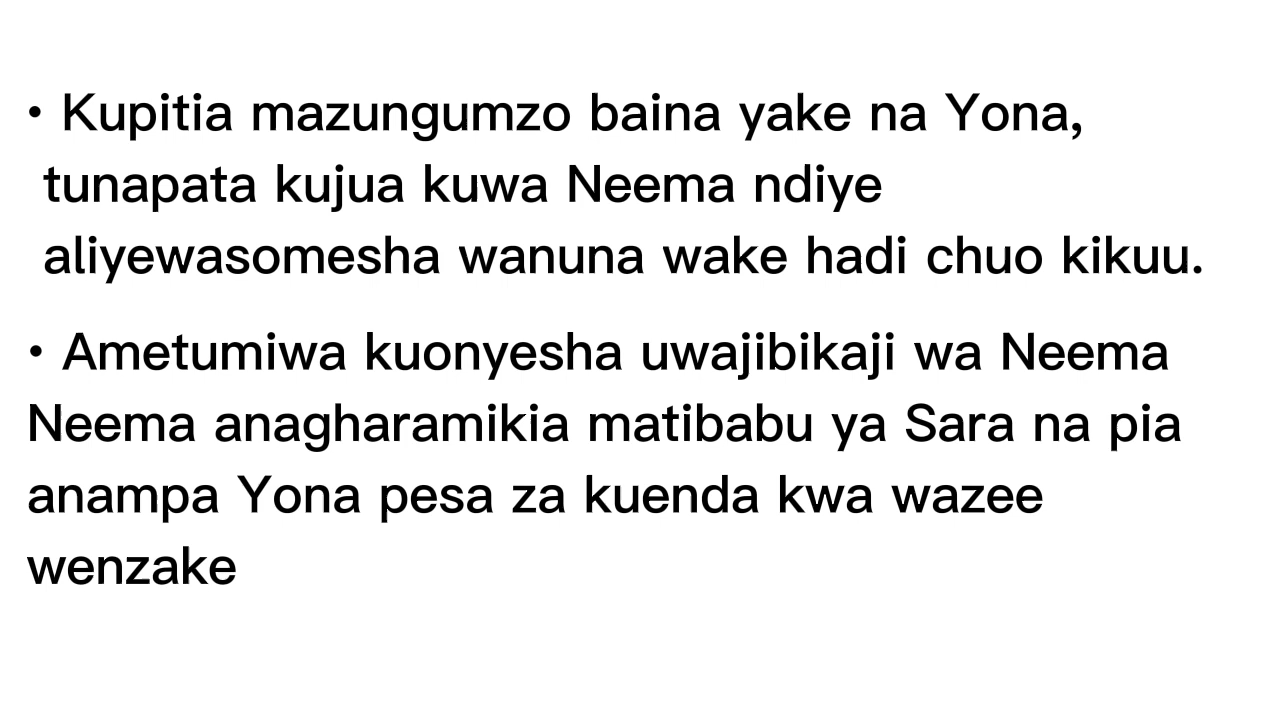 • Kupitia mazungumzo baina yake na Yona,
tunapata kujua kuwa Neema ndiye
aliyewasomesha wanuna wake hadi chuo kikuu.
• Ametumiwa kuonyesha uwajibikaji wa Neema
Neema anagharamikia matibabu ya Sara na pia
anampa Yona pesa za kuenda kwa wazee
wenzake